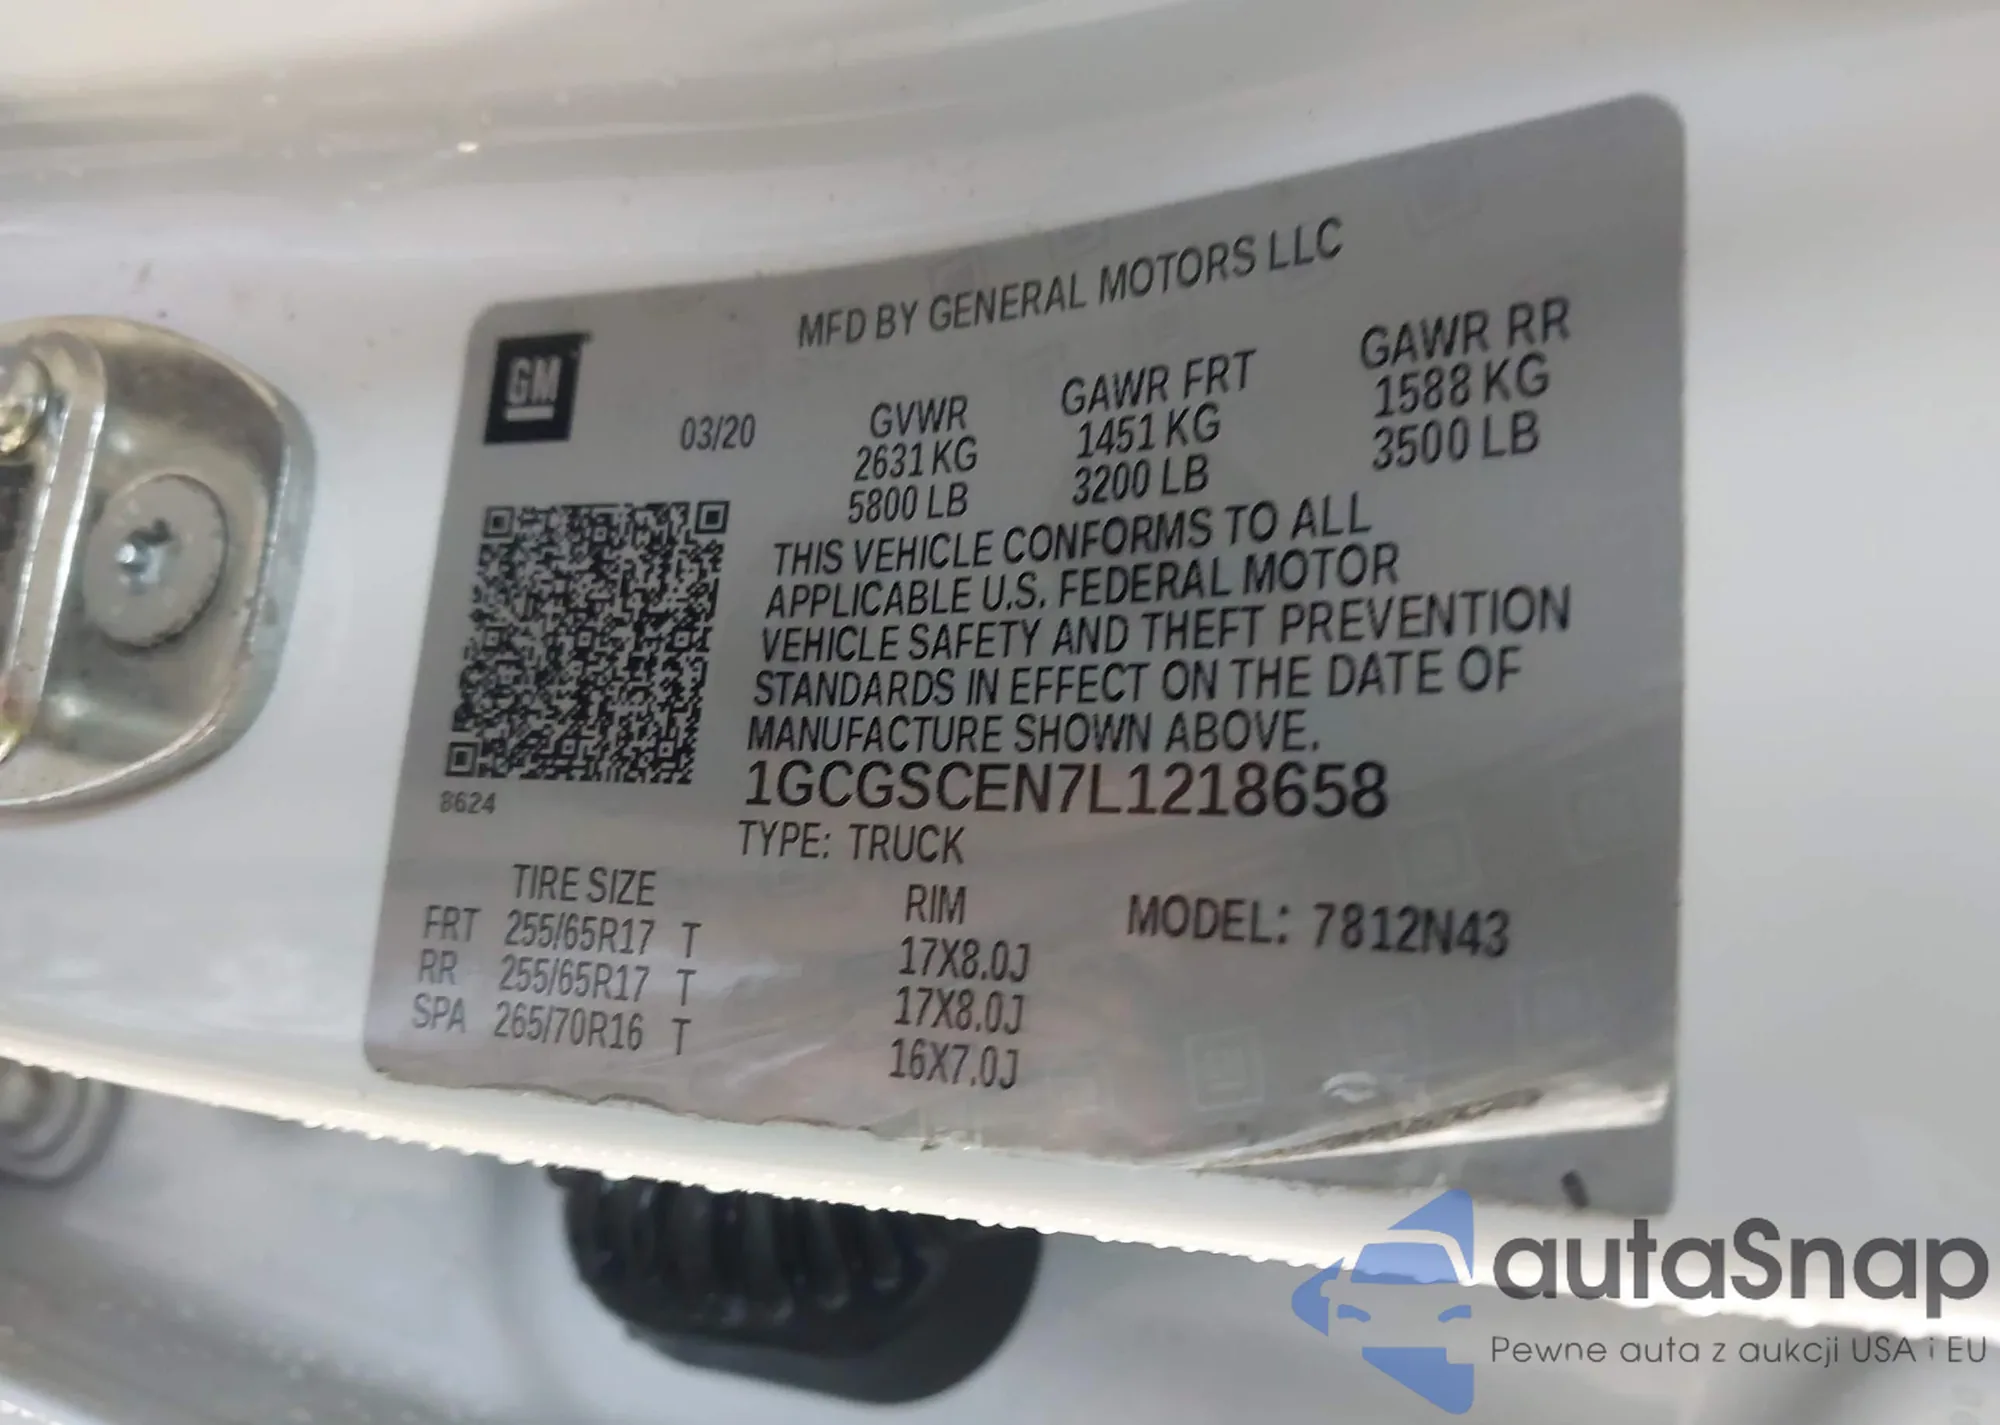 MFD BY GENERAL MOTORS LLC
GM
03/20
GVWR
2631 KG
5800 LB
GAWR FRT
1451 KG
3200 LB
GAWR RR
1588 KG
3500 LB
THIS VEHICLE CONFORMS TO ALL
APPLICABLE U.S. FEDERAL MOTOR
VEHICLE SAFETY AND THEFT PREVENTION
STANDARDS IN EFFECT ON THE DATE OF
MANUFACTURE SHOWN ABOVE.
1GCGSCEN7L1218658
8624
TYPE: TRUCK
TIRE SIZE
RIM
MODEL: 7812N43
FRT 255/65R17 T 17X8.0J
RR 255/65R17 T 17X8.0J
SPA 265/70R16 T 16X7.0J
autaSnap
Pewne auta z aukcji USA i EU